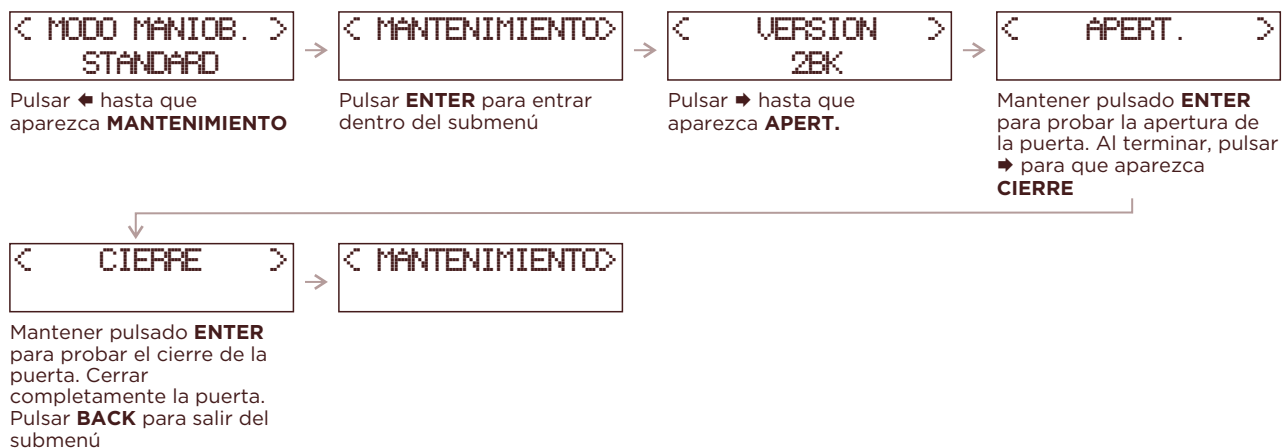 < MODO MANIOB. >
STANDARD
Pulsar ⬅ hasta que
aparezca MANTENIMIENTO
< MANTENIMIENTO>
Pulsar ENTER para entrar
dentro del submenú
< VERSION >
2BK
Pulsar ➡ hasta que
aparezca APERT.
< APERT. >
Mantener pulsado ENTER
para probar la apertura de
la puerta. Al terminar, pulsar
➡ para que aparezca
CIERRE
< CIERRE >
Mantener pulsado ENTER
para probar el cierre de la
puerta. Cerrar
completamente la puerta.
Pulsar BACK para salir del
submenú
< MANTENIMIENTO>